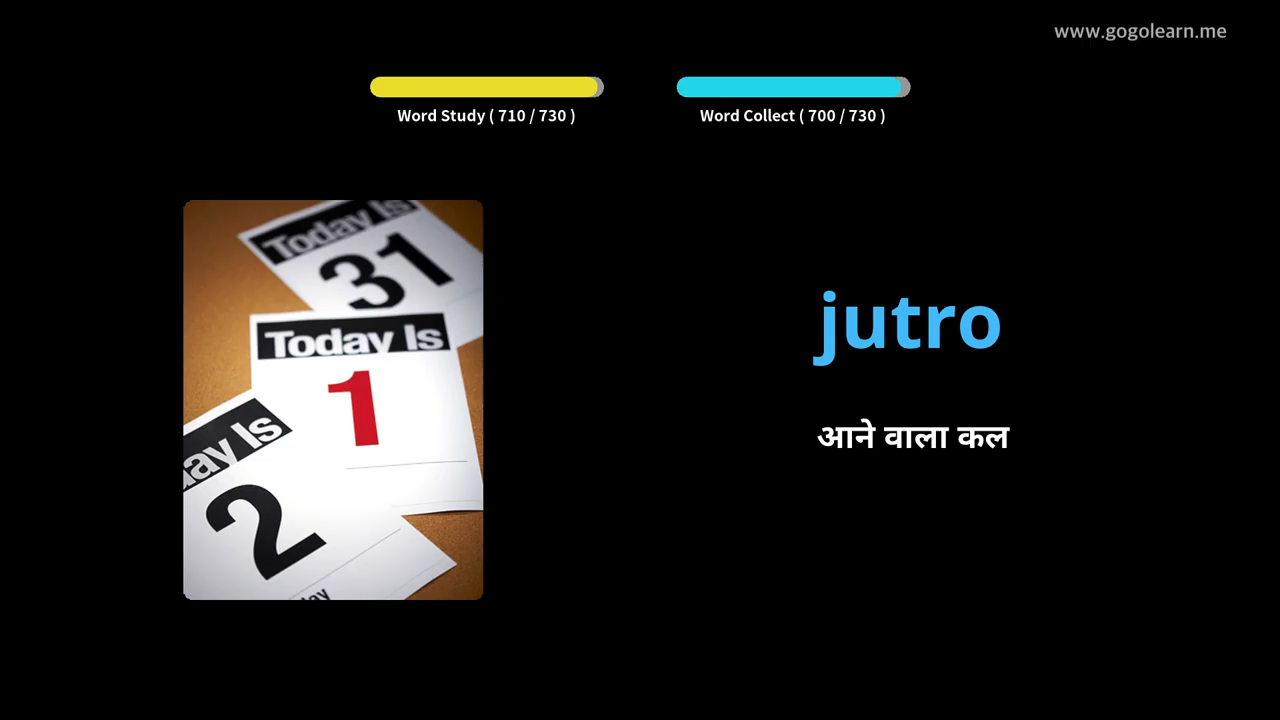 www.gogolearn.me
Word Study ( 710 / 730 )
Word Collect ( 700 / 730 )
Today Is
31
Today Is
1
ay Is
2
jutro
आने वाला कल